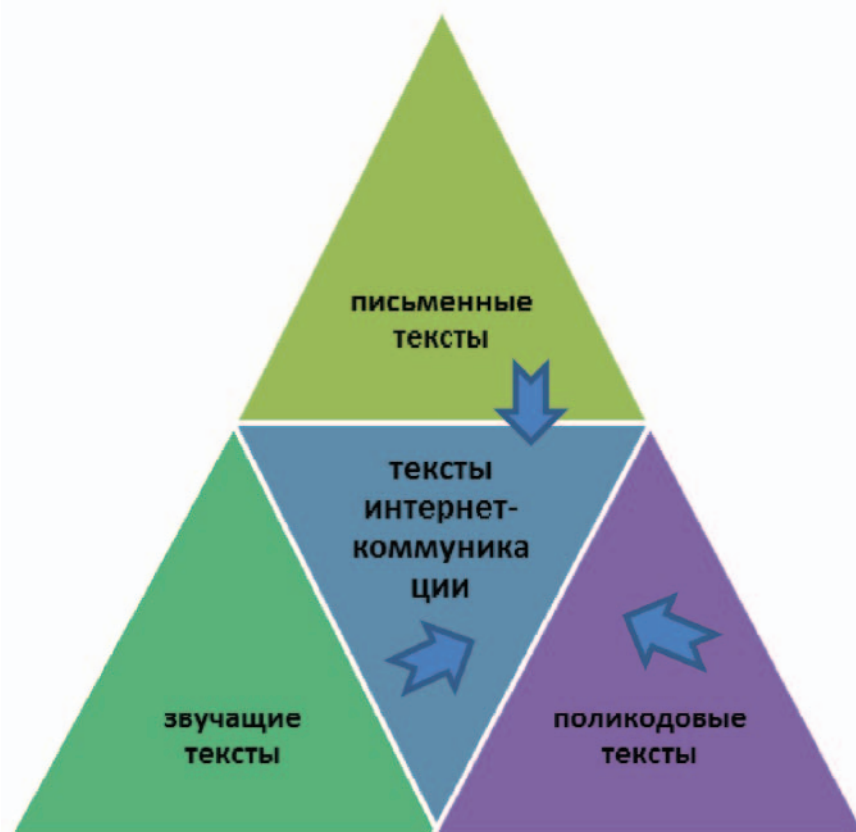 письменные
тексты
тексты
интернет-
коммуника
ции
звучащие
тексты
поликодовые
тексты